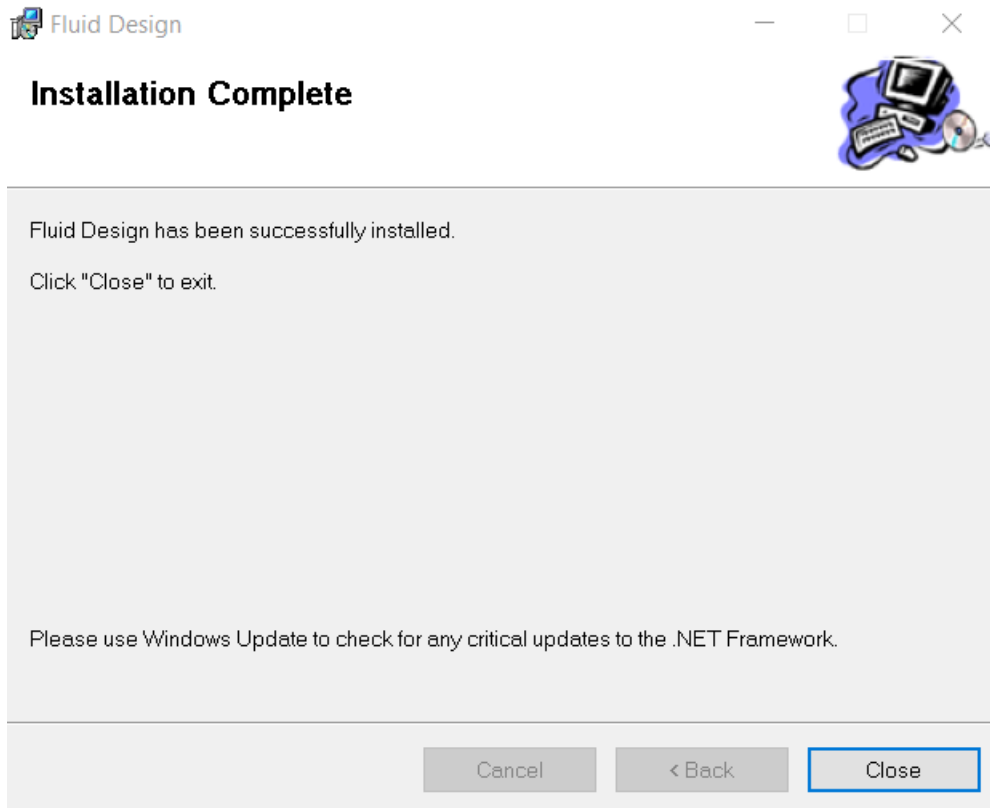 Fluid Design
Installation Complete
Fluid Design has been successfully installed.
Click "Close" to exit.
Please use Windows Update to check for any critical updates to the .NET Framework.
Cancel
< Back
Close